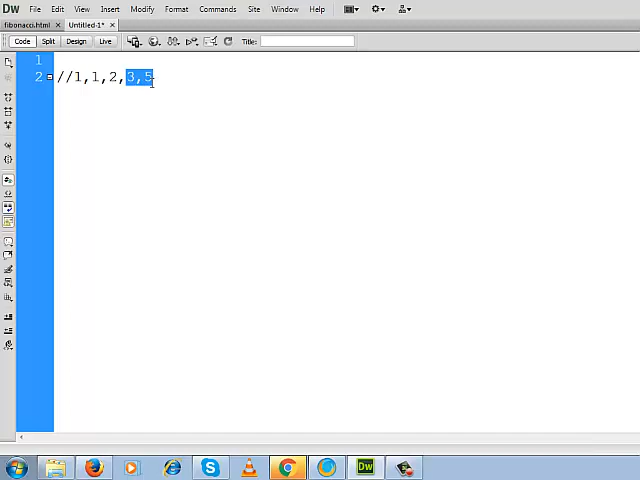 Dw File Edit View Insert Modify Format Commands Site Window Help
fibonacci.html × Untitled-1* ×
Code Split Design Live Title:
1
2 //1,1,2,3,5
Dw